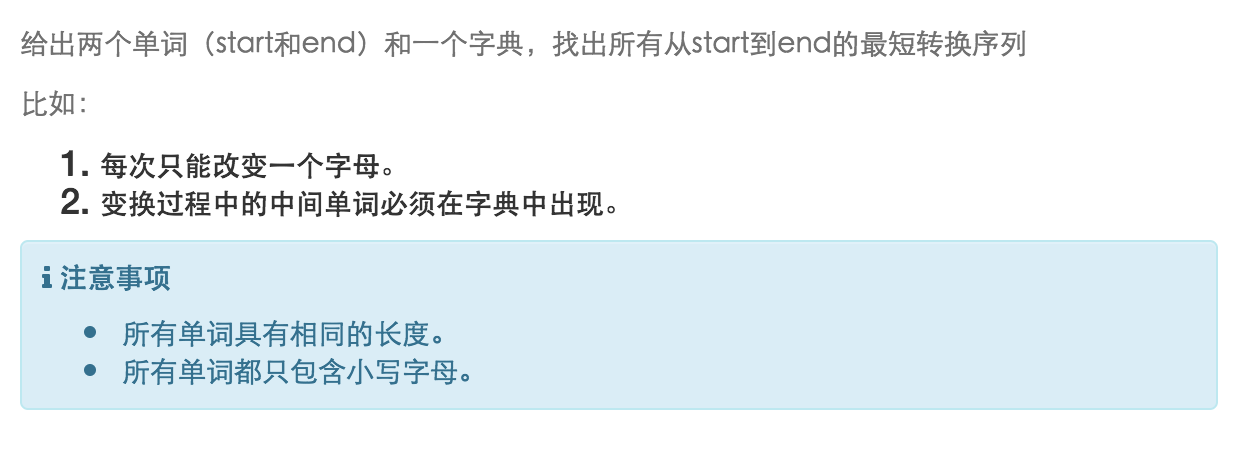 给出两个单词（start和end）和一个字典，找出所有从start到end的最短转换序列
比如：
1. 每次只能改变一个字母。
2. 变换过程中的中间单词必须在字典中出现。
注意事项
• 所有单词具有相同的长度。
• 所有单词都只包含小写字母。